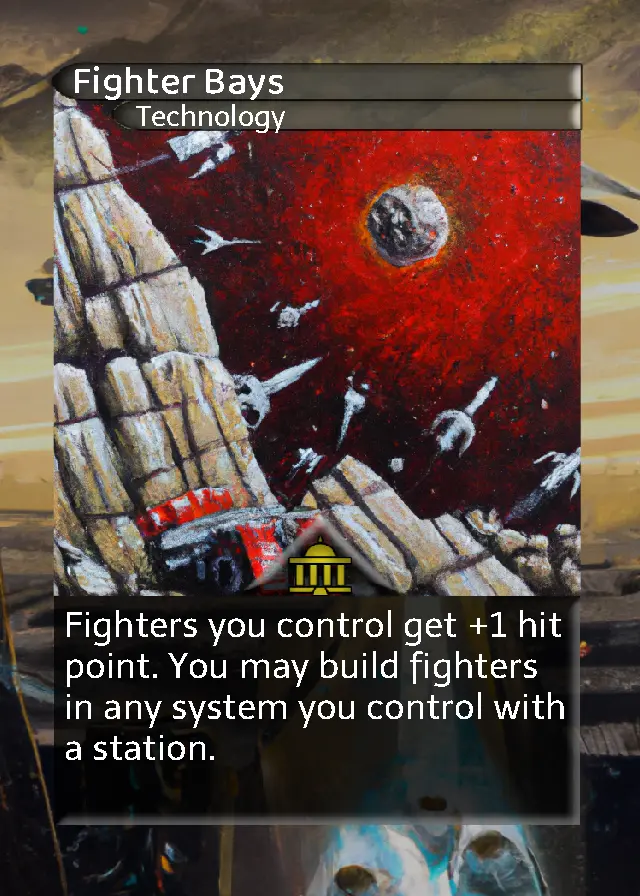 Fighter Bays
Technology
Fighters you control get +1 hit
point. You may build fighters
in any system you control with
a station.